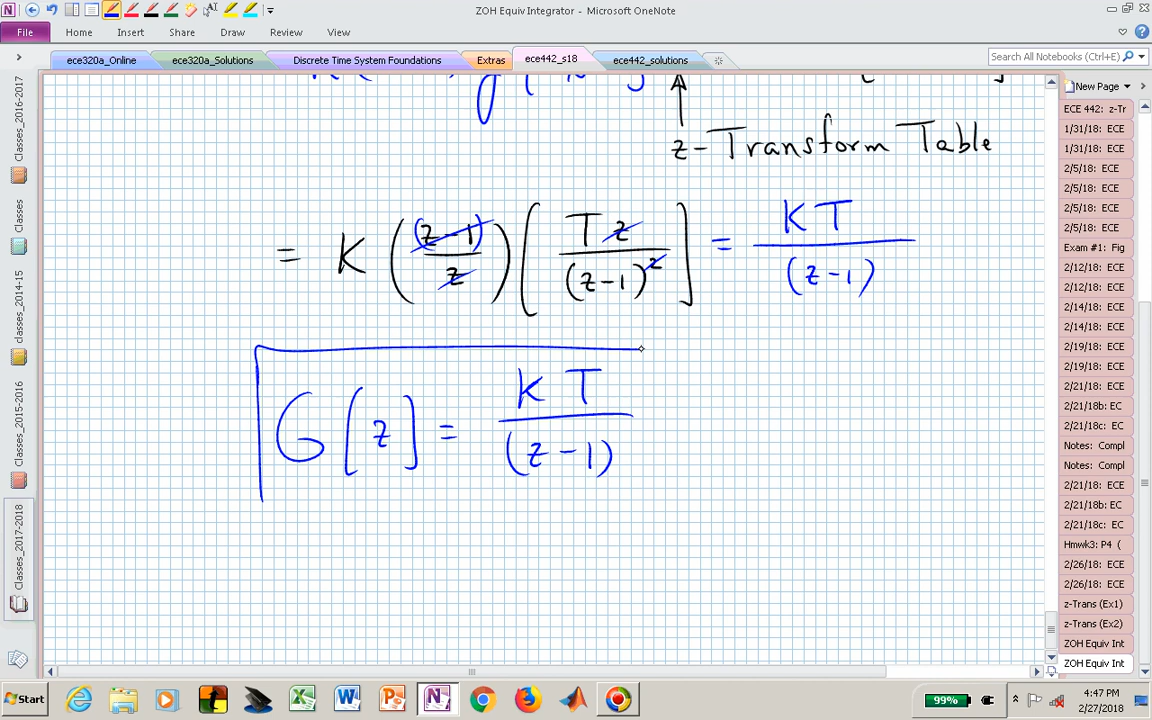 ZOH Equiv Integrator - Microsoft OneNote
File Home Insert Share Draw Review View
ece320a_Online ece320a_Solutions Discrete Time System Foundations Extras ece442_s18 ece442_solutions
Search All Notebooks (Ctrl+E)
New Page
Classes_2016-2017
Classes
Classes_2014-15
Classes_2015-2016
Classes_2017-2018
z-Transform Table
= K ((z-1)/z) [Tz/(z-1)²] = KT/(z-1)
G[z] = KT/(z-1)
ECE 442: z-Tr
1/31/18: ECE
1/31/18: ECE
2/5/18: ECE
2/5/18: ECE
2/5/18: ECE
2/5/18: ECE
Exam #1: Fig
2/12/18: ECE
2/12/18: ECE
2/14/18: ECE
2/14/18: ECE
2/19/18: ECE
2/19/18: ECE
2/21/18: ECE
2/21/18b: EC
2/21/18c: EC
Notes: Compl
Notes: Compl
2/21/18: ECE
2/21/18b: EC
2/21/18c: EC
Hmwk3: P4 (
2/26/18: ECE
2/26/18: ECE
z-Trans (Ex1)
z-Trans (Ex2)
ZOH Equiv Int
ZOH Equiv Int
Start
99%
4:47 PM
2/27/2018